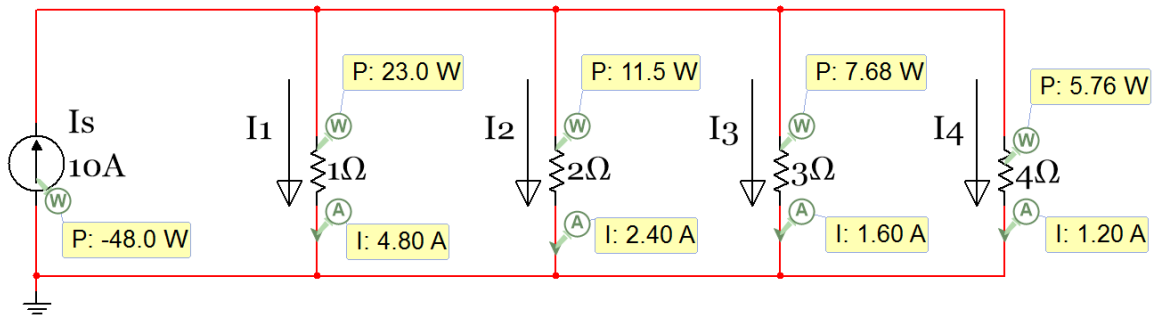 P: 23.0 W
P: 11.5 W
P: 7.68 W
P: 5.76 W
Is
10A
W
P: -48.0 W
I1
W
1Ω
A
I: 4.80 A
I2
W
2Ω
A
I: 2.40 A
I3
W
3Ω
A
I: 1.60 A
I4
W
4Ω
A
I: 1.20 A